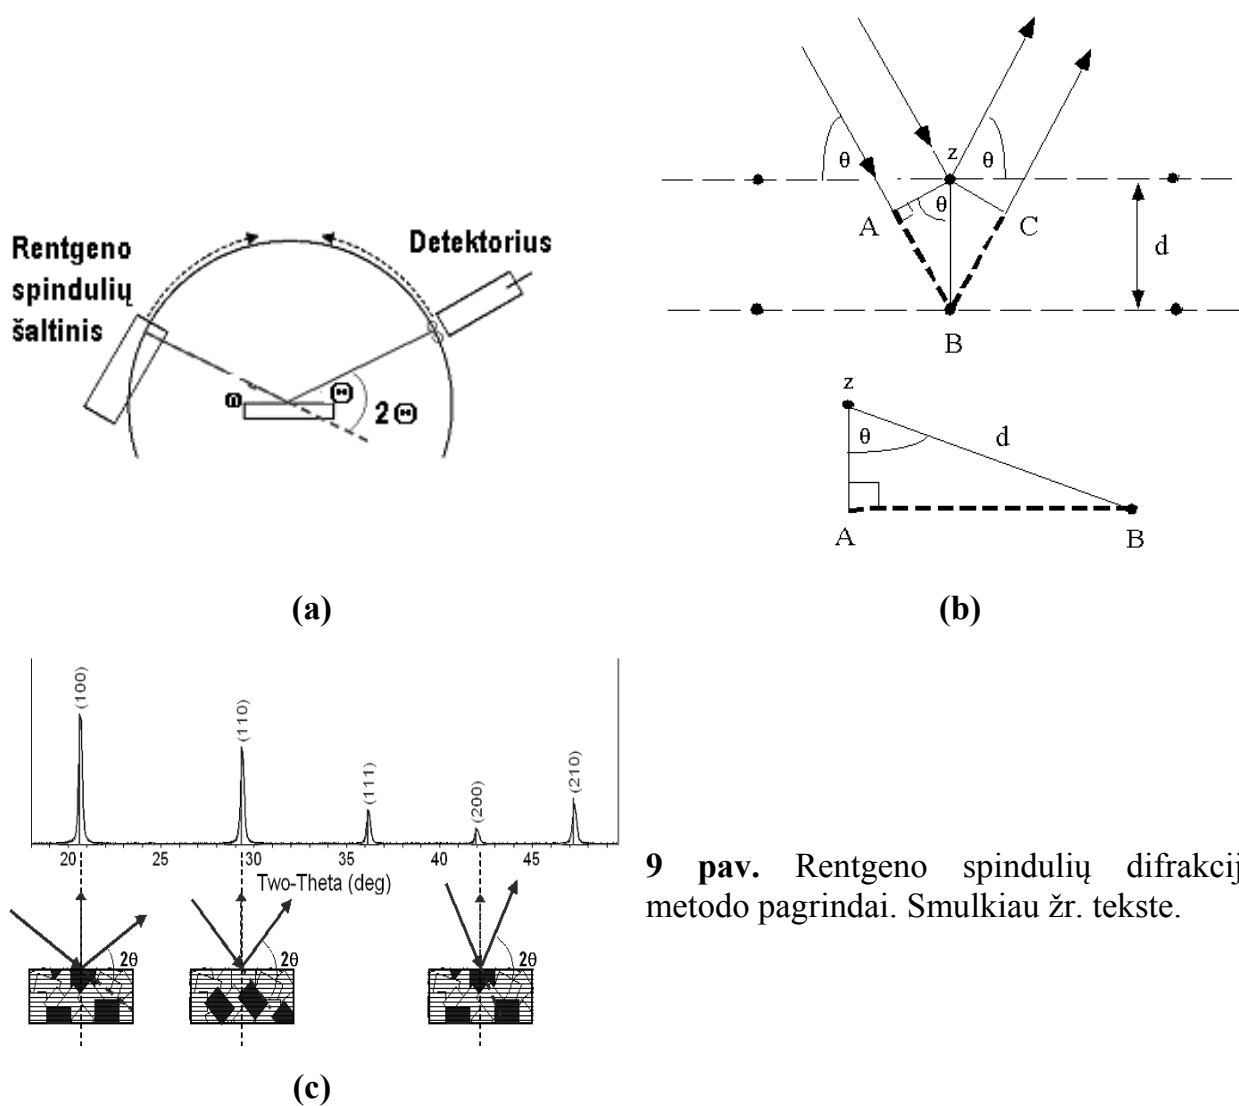 Rentgeno
spindulių
šaltinis
Detektorius
ω
Θ
2Θ
(a)
z
θ
θ
θ
A
C
d
B
z
θ
d
A
B
(b)
(100)
(110)
(111)
(200)
(210)
20 25 30 35 40 45
Two-Theta (deg)
2θ
2θ
2θ
(c)
9 pav. Rentgeno spindulių difrakcij
metodo pagrindai. Smulkiau žr. tekste.